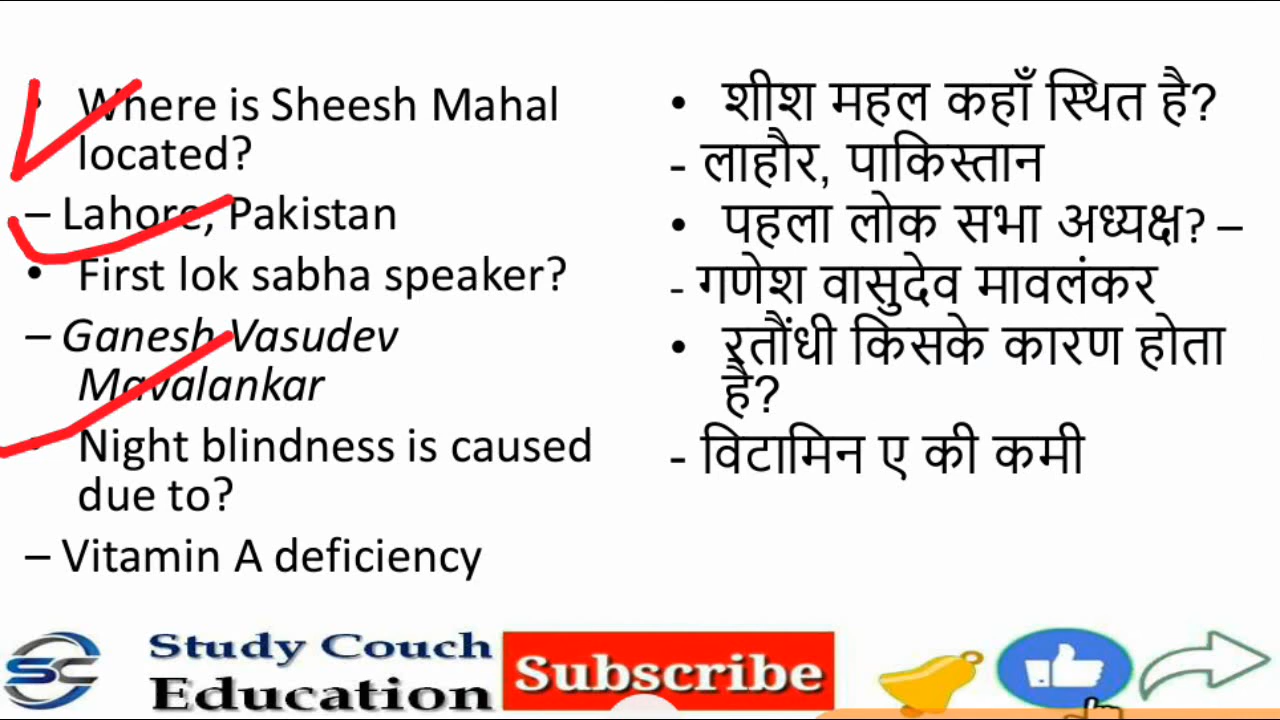 • Where is Sheesh Mahal
located?
– Lahore, Pakistan
• First lok sabha speaker?
– Ganesh Vasudev
Mavalankar
• Night blindness is caused
due to?
– Vitamin A deficiency
• शीश महल कहाँ स्थित है?
- लाहौर, पाकिस्तान
• पहला लोक सभा अध्यक्ष? –
- गणेश वासुदेव मावलंकर
• रतौंधी किसके कारण होता
है?
- विटामिन ए की कमी
SC
Study Couch
Education
Subscribe